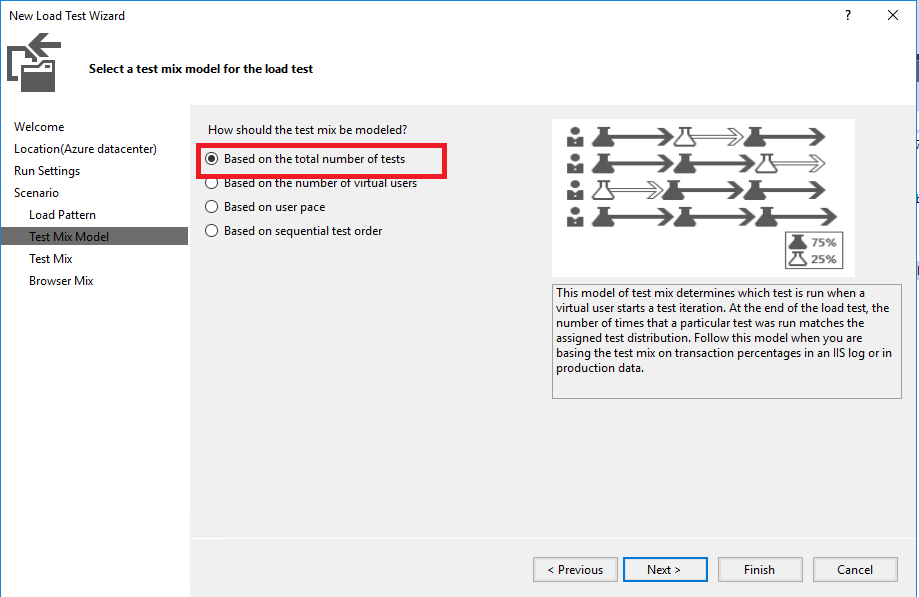 New Load Test Wizard
?
Select a test mix model for the load test
Welcome
Location(Azure datacenter)
Run Settings
Scenario
Load Pattern
Test Mix Model
Test Mix
Browser Mix
How should the test mix be modeled?
Based on the total number of tests
Based on the number of virtual users
Based on user pace
Based on sequential test order
75%
25%
This model of test mix determines which test is run when a
virtual user starts a test iteration. At the end of the load test, the
number of times that a particular test was run matches the
assigned test distribution. Follow this model when you are
basing the test mix on transaction percentages in an IIS log or in
production data.
< Previous
Next >
Finish
Cancel